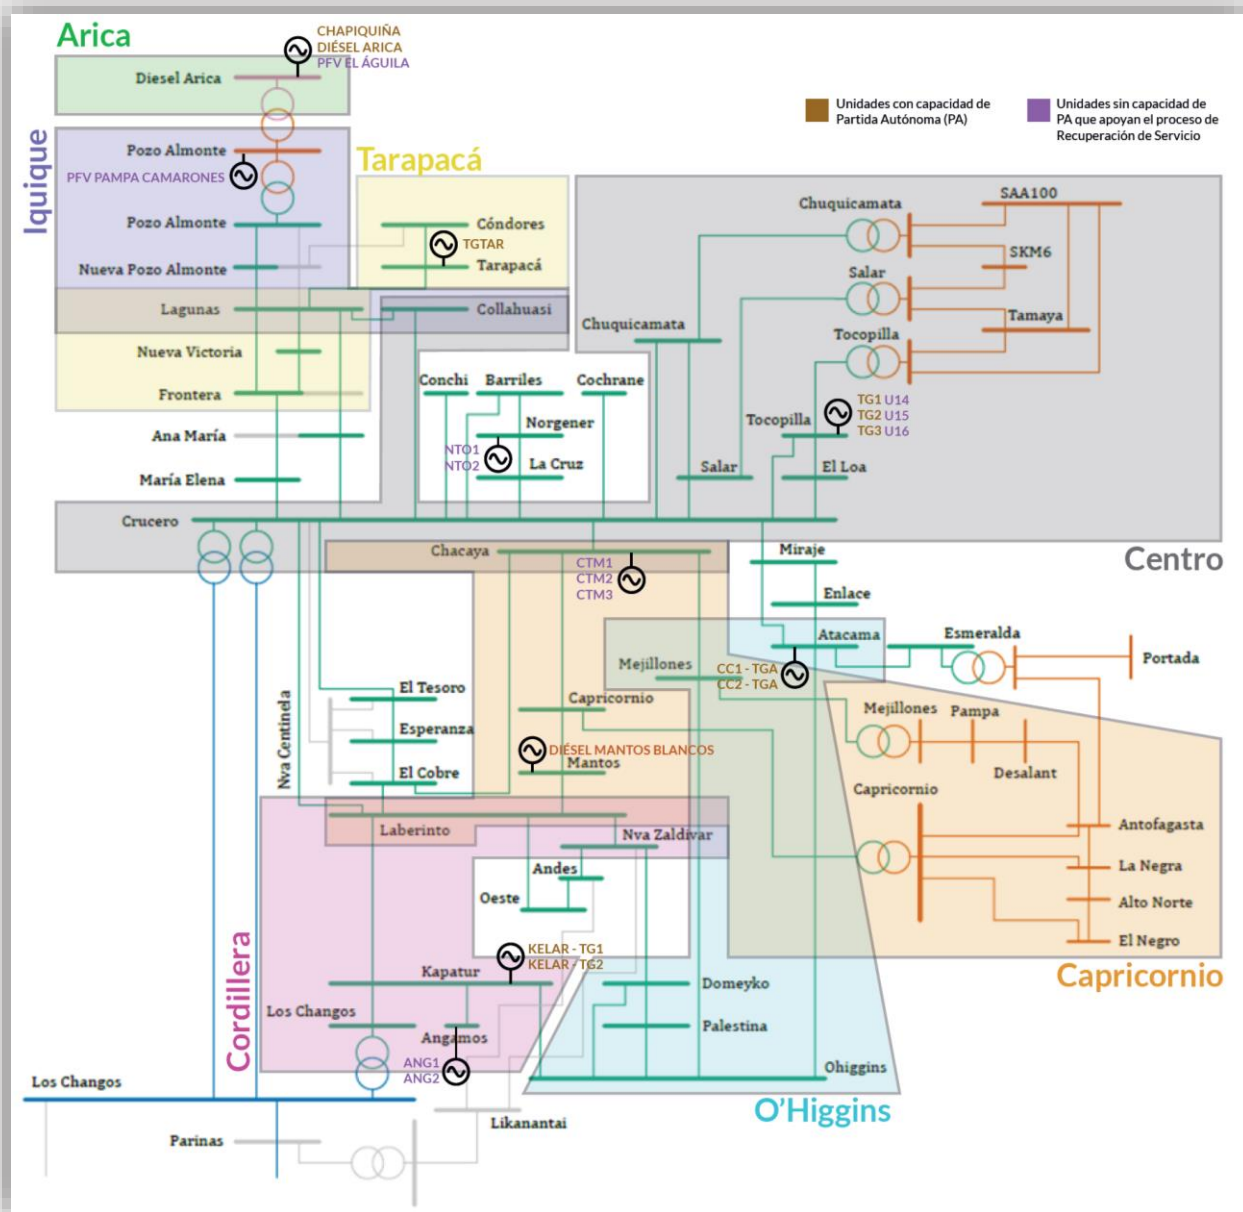 Arica
CHAPIQUIÑA
DIÉSEL ARICA
PFV EL ÁGUILA
Diesel Arica
Unidades con capacidad de
Partida Autónoma (PA)
Unidades sin capacidad de
PA que apoyan el proceso de
Recuperación de Servicio
Iquique
Pozo Almonte
PFV PAMPA CAMARONES
Pozo Almonte
Nueva Pozo Almonte
Tarapacá
Cóndores
TGTAR
Tarapacá
Lagunas
Collahuasi
Nueva Victoria
Frontera
Ana María
María Elena
Crucero
Chuquicamata
SAA100
SKM6
Salar
Tamaya
Chuquicamata
Tocopilla
Conchi
Barriles
Cochrane
Norgener
NTO1
NTO2
La Cruz
Tocopilla
TG1 U14
TG2 U15
TG3 U16
Salar
El Loa
Centro
Chacaya
CTM1
CTM2
CTM3
Miraje
Enlace
Atacama
CC1 - TGA
CC2 - TGA
Esmeralda
Portada
Mejillones
Nva Centinela
El Tesoro
Esperanza
El Cobre
Capricornio
DIÉSEL MANTOS BLANCOS
Mantos
Mejillones
Pampa
Desalant
Capricornio
Antofagasta
La Negra
Alto Norte
El Negro
Capricornio
Laberinto
Nva Zaldívar
Andes
Oeste
Cordillera
KELAR - TG1
KELAR - TG2
Kapatur
Los Changos
Angamos
ANG1
ANG2
Domeyko
Palestina
Ohiggins
O'Higgins
Los Changos
Likanantai
Parinas